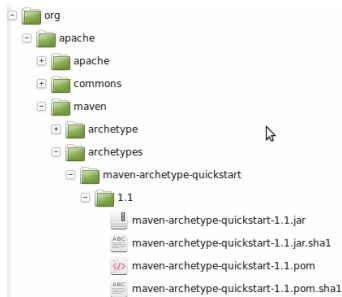 org
apache
apache
commons
maven
archetype
archetypes
maven-archetype-quickstart
1.1
maven-archetype-quickstart-1.1.jar
ABC
maven-archetype-quickstart-1.1.jar.sha1
maven-archetype-quickstart-1.1.pom
ABC
maven-archetype-quickstart-1.1.pom.sha1